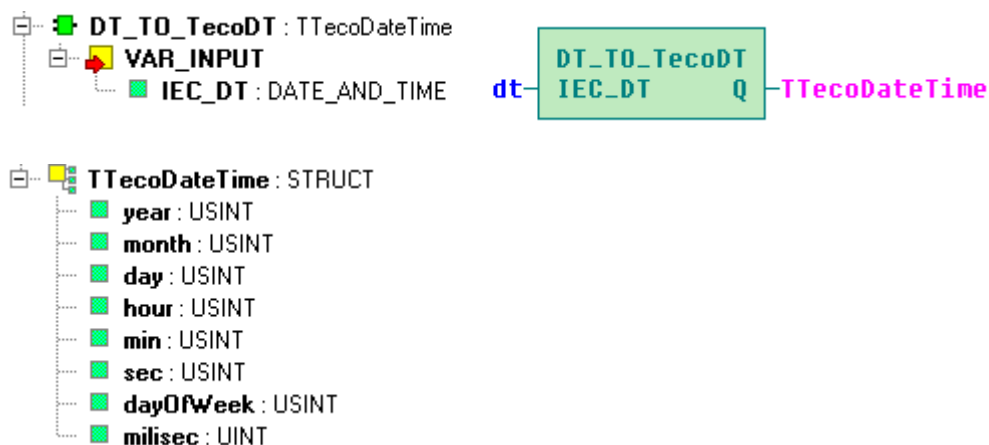 DT_TO_TecoDT : TTecoDateTime
VAR_INPUT
IEC_DT : DATE_AND_TIME
DT_TO_TecoDT
dt IEC_DT Q TTecoDateTime
TTecoDateTime : STRUCT
year : USINT
month : USINT
day : USINT
hour : USINT
min : USINT
sec : USINT
dayOfWeek : USINT
milisec : UINT